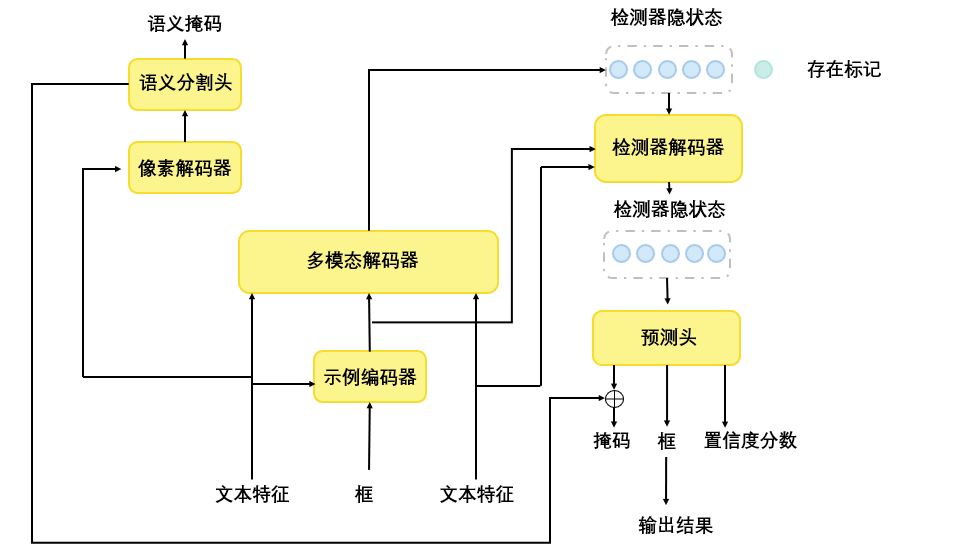 检测器隐状态
语义掩码
存在标记
语义分割头
检测器解码器
像素解码器
检测器隐状态
多模态解码器
预测头
示例编码器
掩码
框
置信度分数
文本特征
框
文本特征
输出结果